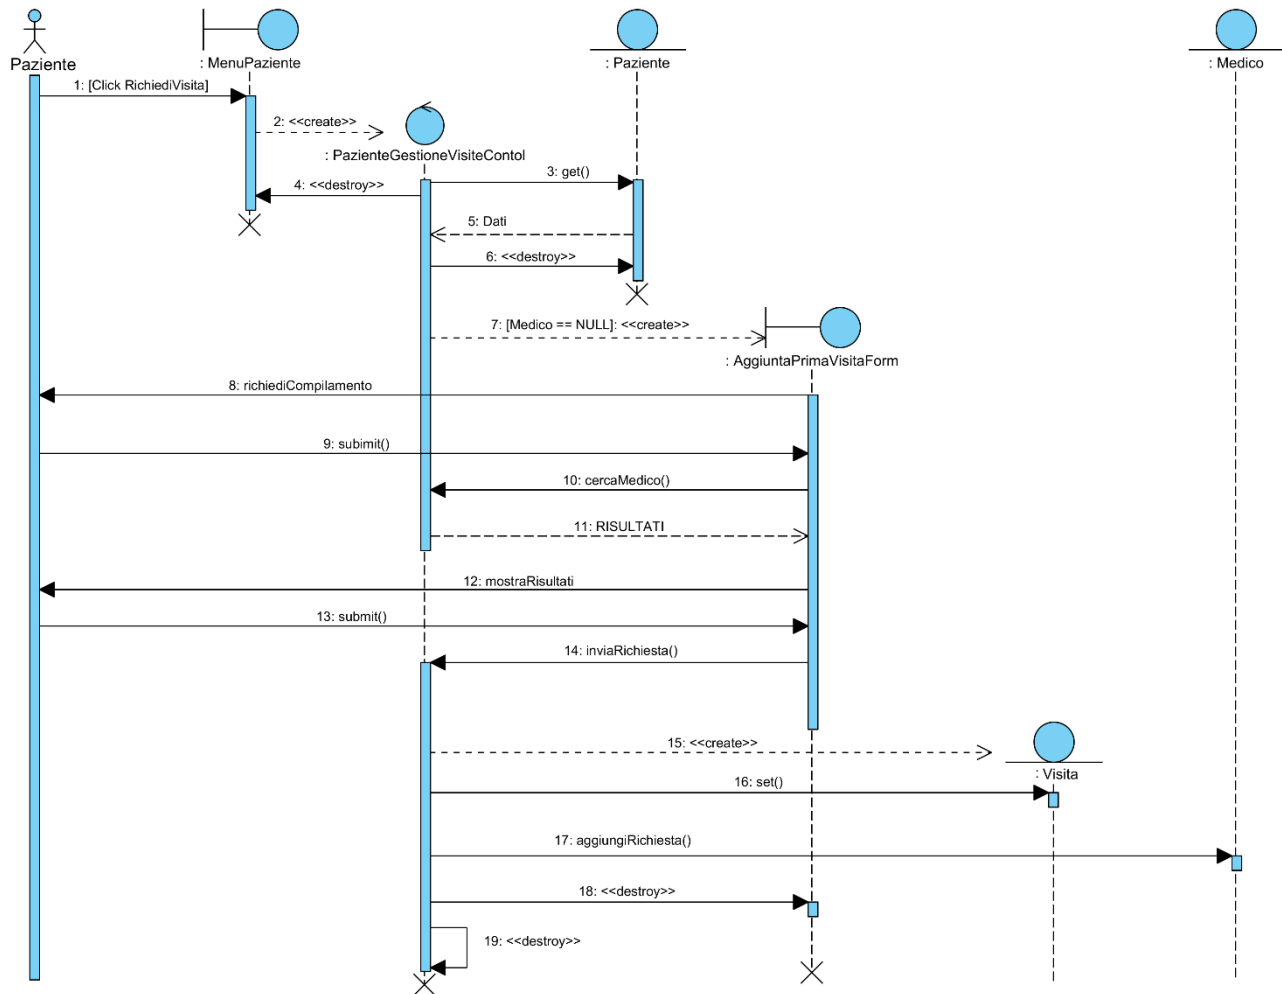 Paziente
: MenuPaziente
: Paziente
: Medico
1: [Click RichiediVisita]
2: <<create>>
: PazienteGestioneVisiteContol
3: get()
4: <<destroy>>
5: Dati
6: <<destroy>>
7: [Medico == NULL]: <<create>>
: AggiuntaPrimaVisitaForm
8: richiediCompilamento
9: subimit()
10: cercaMedico()
11: RISULTATI
12: mostraRisultati
13: submit()
14: inviaRichiesta()
15: <<create>>
: Visita
16: set()
17: aggiungiRichiesta()
18: <<destroy>>
19: <<destroy>>